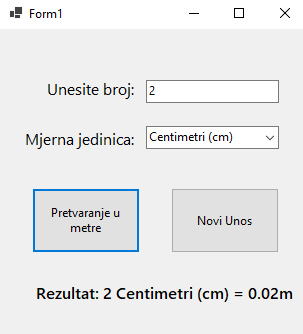 Form1
Unesite broj: 2
Mjerna jedinica: Centimetri (cm)
Pretvaranje u
metre
Novi Unos
Rezultat: 2 Centimetri (cm) = 0.02m